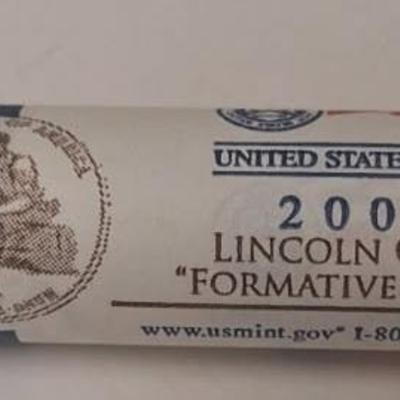 UNITED STATE
200
LINCOLN C
"FORMATIVE
www.usmint.gov® 1-80